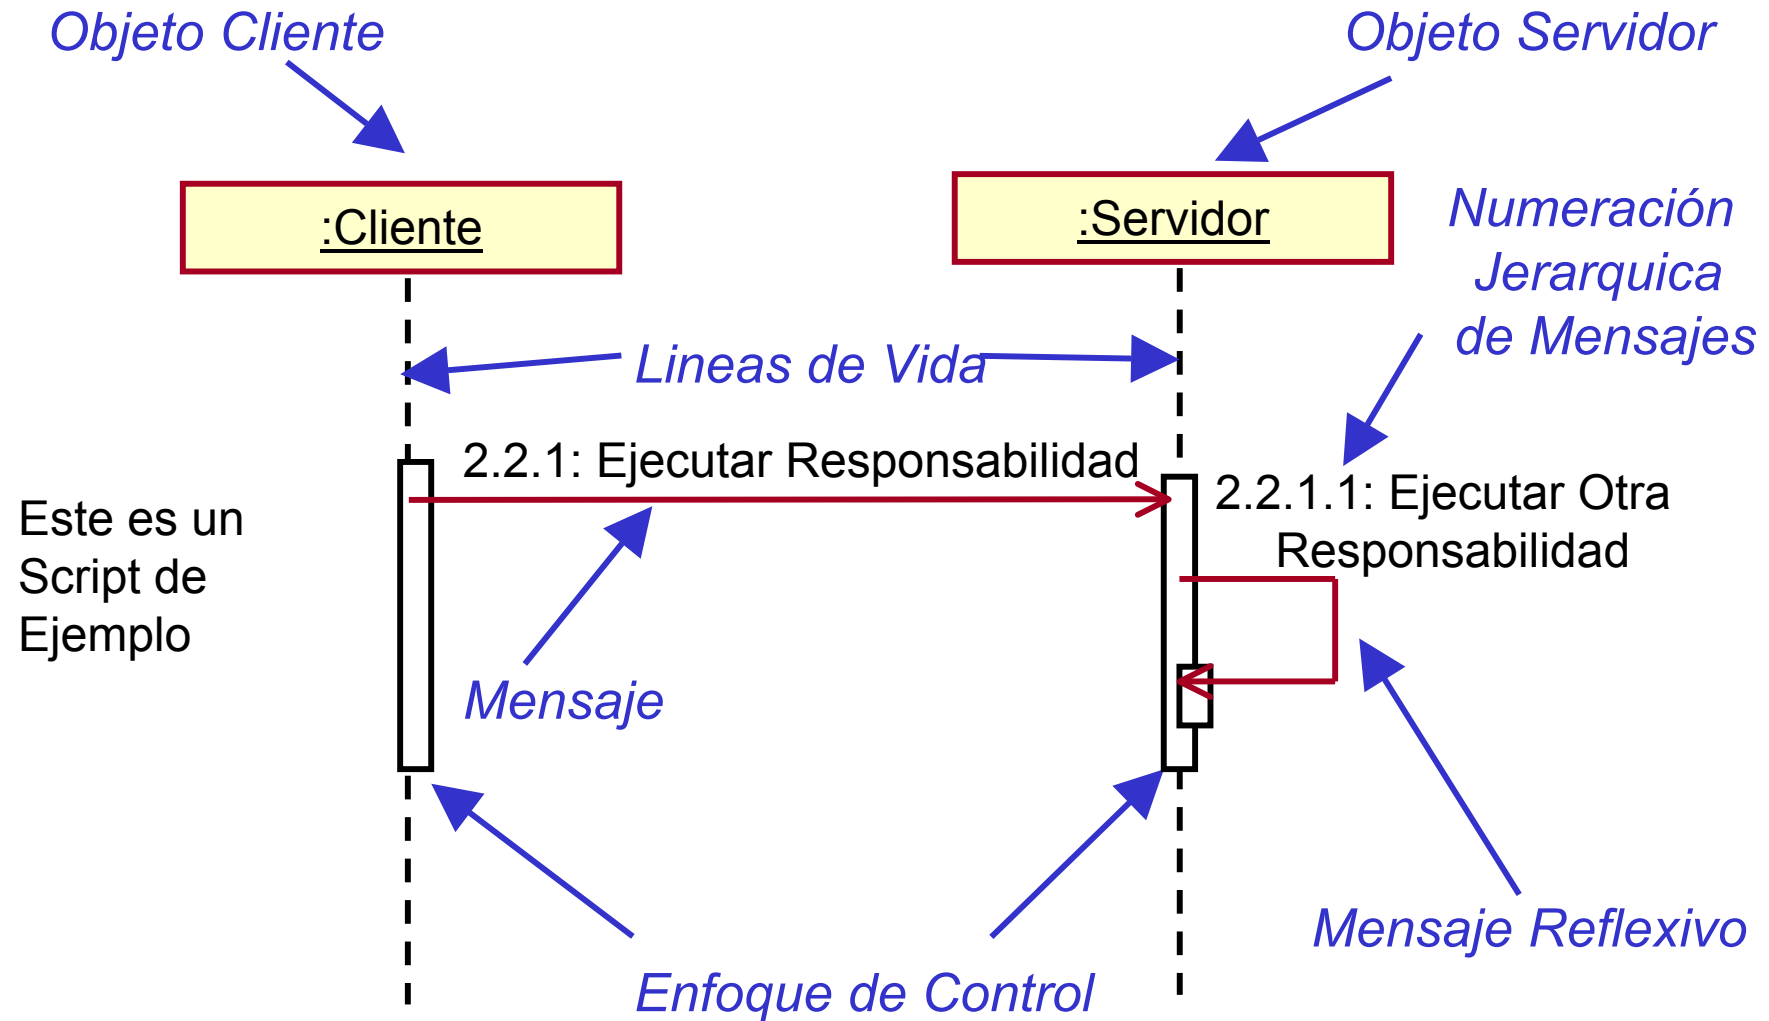 Objeto Cliente
Objeto Servidor
:Cliente
:Servidor
Numeración
Jerarquica
de Mensajes
Lineas de Vida
2.2.1: Ejecutar Responsabilidad
2.2.1.1: Ejecutar Otra
Responsabilidad
Este es un
Script de
Ejemplo
Mensaje
Mensaje Reflexivo
Enfoque de Control